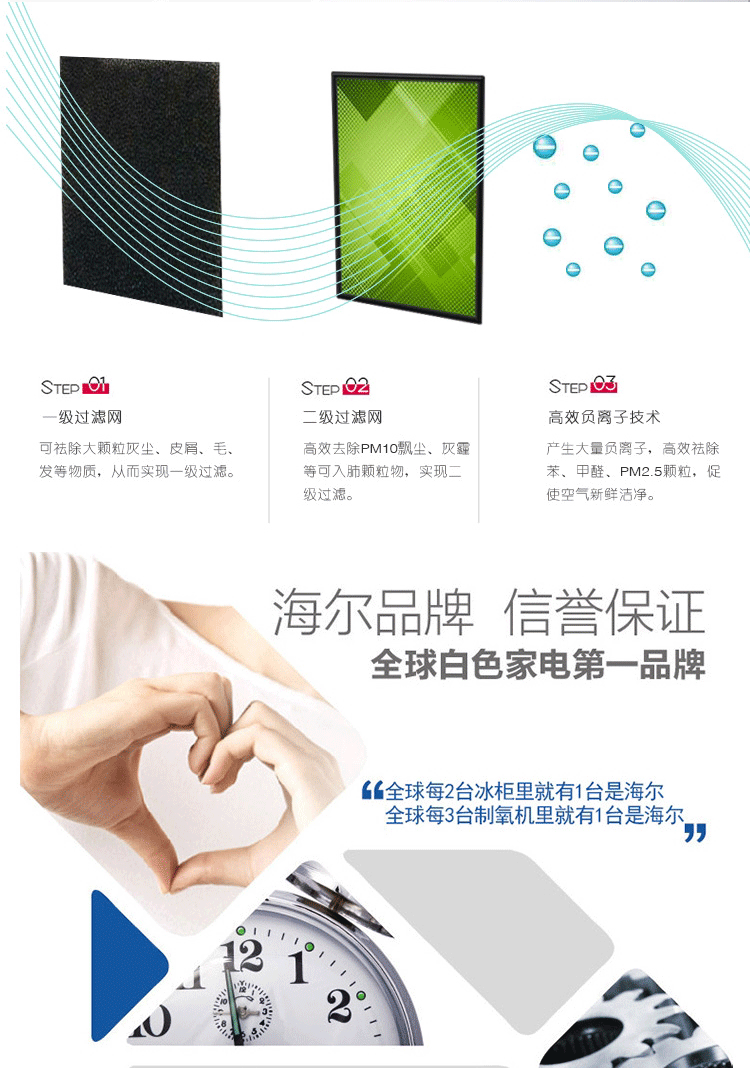 STEP 01
一级过滤网
可祛除大颗粒灰尘、皮屑、毛、
发等物质，从而实现一级过滤。
STEP 02
二级过滤网
高效去除PM10飘尘、灰霾
等可入肺颗粒物，实现二
级过滤。
STEP 03
高效负离子技术
产生大量负离子，高效祛除
苯、甲醛、PM2.5颗粒，促
使空气新鲜洁净。
海尔品牌 信誉保证
全球白色家电第一品牌
“全球每2台冰柜里就有1台是海尔
全球每3台制氧机里就有1台是海尔”
11 12 1
2
10
12